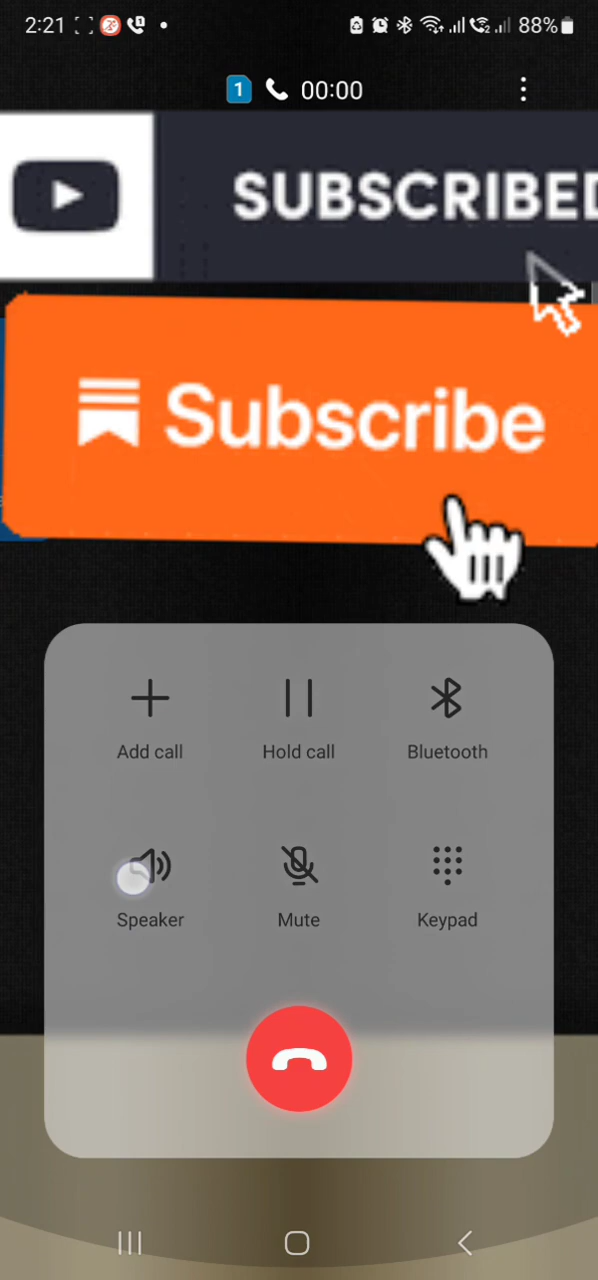 2:21 88%
1 00:00
SUBSCRIBED
Subscribe
Add call Hold call Bluetooth
Speaker Mute Keypad